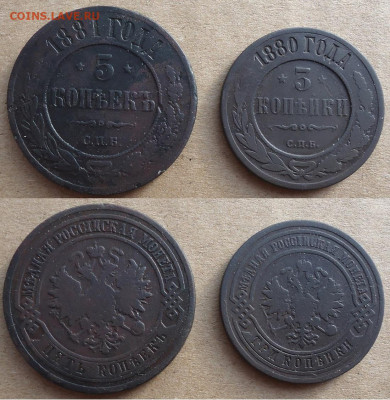 COINS.LAVE.RU
1881 ГОДА
5
КОПѢЕКЪ
С.П.Б.
1880 ГОДА
3
КОПѢЙКИ
С.П.Б.
МѢДНАЯ РОССІЙСКАЯ МОНЕТА
ПЯТЬ КОПѢЕКЪ
МѢДНАЯ РОССІЙСКАЯ МОНЕТА
ТРИ КОПѢЙКИ